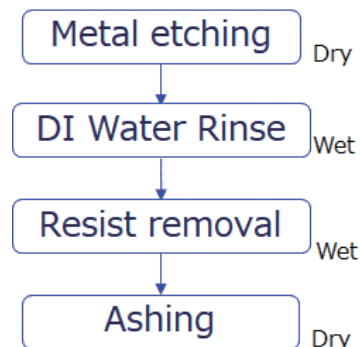 Metal etching
Dry
DI Water Rinse
Wet
Resist removal
Wet
Ashing
Dry